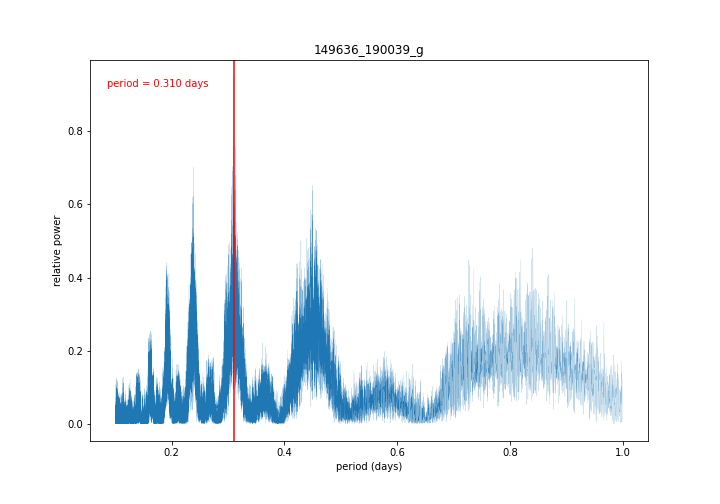 149636_190039_g
period = 0.310 days
relative power
0.8
0.6
0.4
0.2
0.0
0.2 0.4 0.6 0.8 1.0
period (days)